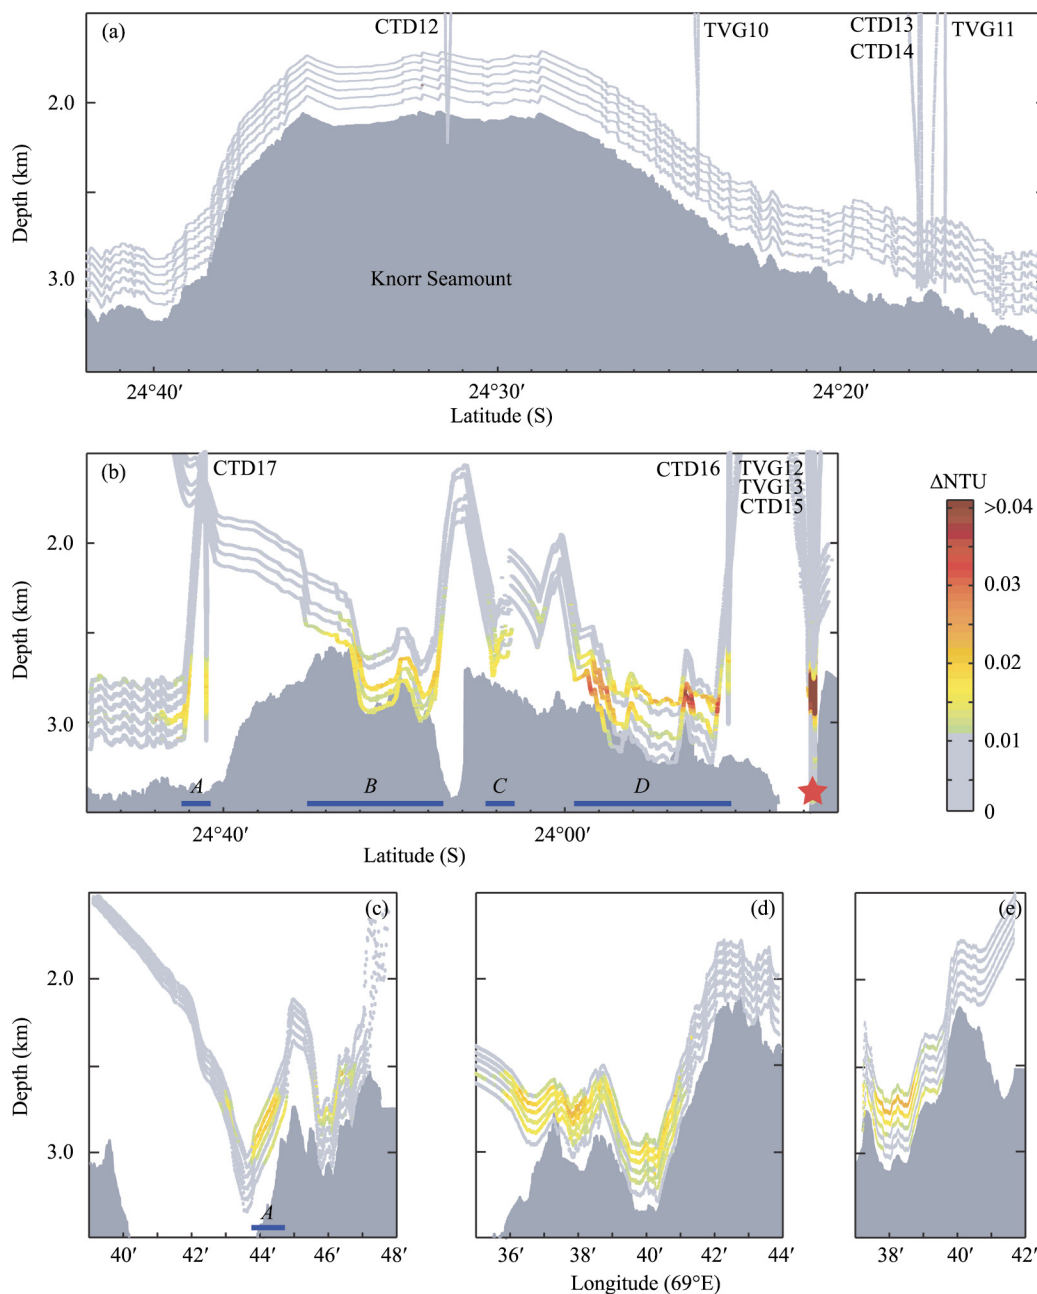 (a)
CTD12
TVG10
CTD13
CTD14
TVG11
2.0
3.0
Depth (km)
Knorr Seamount
24°40′
24°30′
24°20′
Latitude (S)
(b)
CTD17
CTD16
TVG12
TVG13
CTD15
2.0
3.0
Depth (km)
A
B
C
D
24°40′
24°00′
Latitude (S)
ΔNTU
>0.04
0.03
0.02
0.01
0
(c)
(d)
(e)
2.0
3.0
Depth (km)
A
40′
42′
44′
46′
48′
36′
38′
40′
42′
44′
38′
40′
42′
Longitude (69°E)